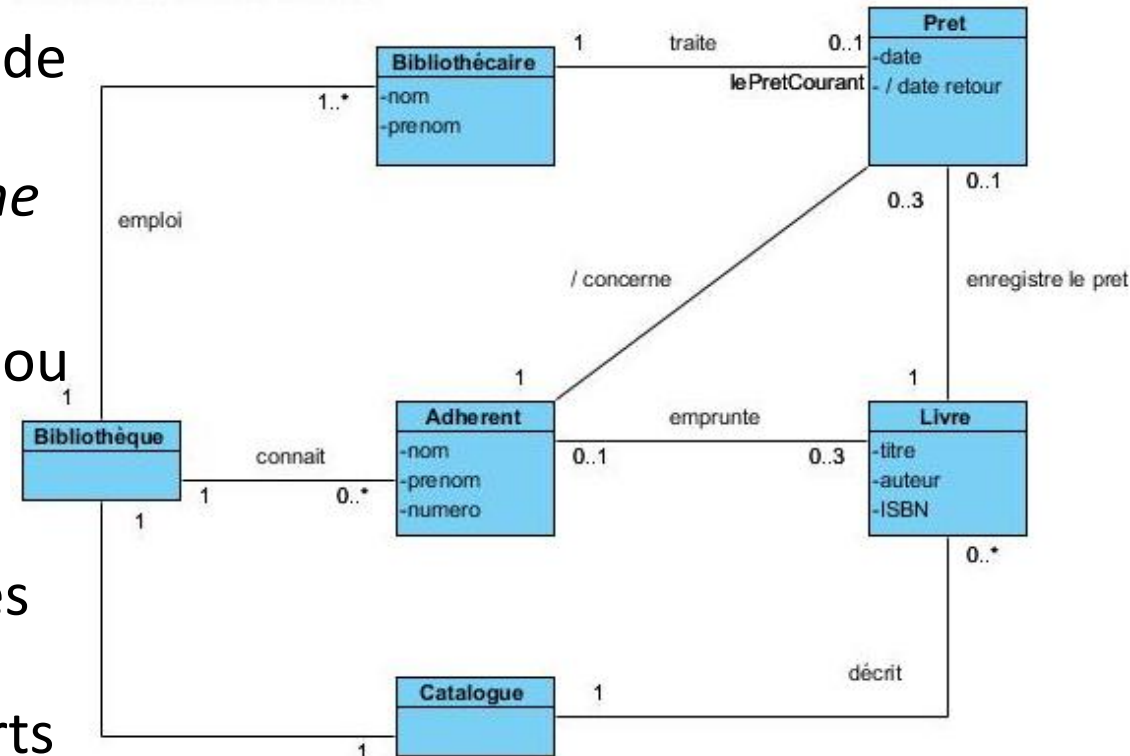 de
ne
ou
es
rts
Pret
-date
- / date retour
Bibliothécaire
-nom
-prenom
1
traite
0..1
lePretCourant
1..*
emploi
0..3
0..1
/ concerne
enregistre le pret
1
1
1
Bibliothèque
connait
1
0..*
1
Adherent
-nom
-prenom
-numero
emprunte
0..1
0..3
Livre
-titre
-auteur
-ISBN
0..*
décrit
Catalogue
1
1